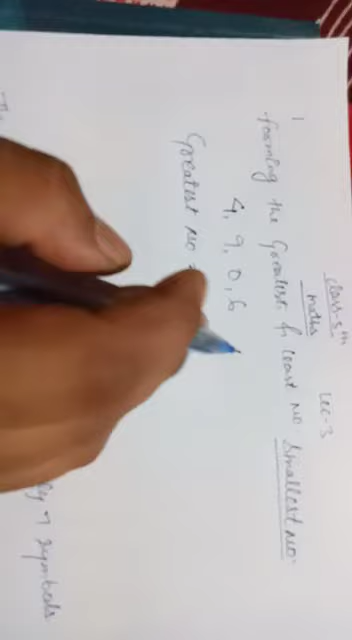 Class-5th Lec-3
Maths
forming the Greatest & least no. Smallest no.
4, 9, 0, 6
Greatest no =
by 7 symbols